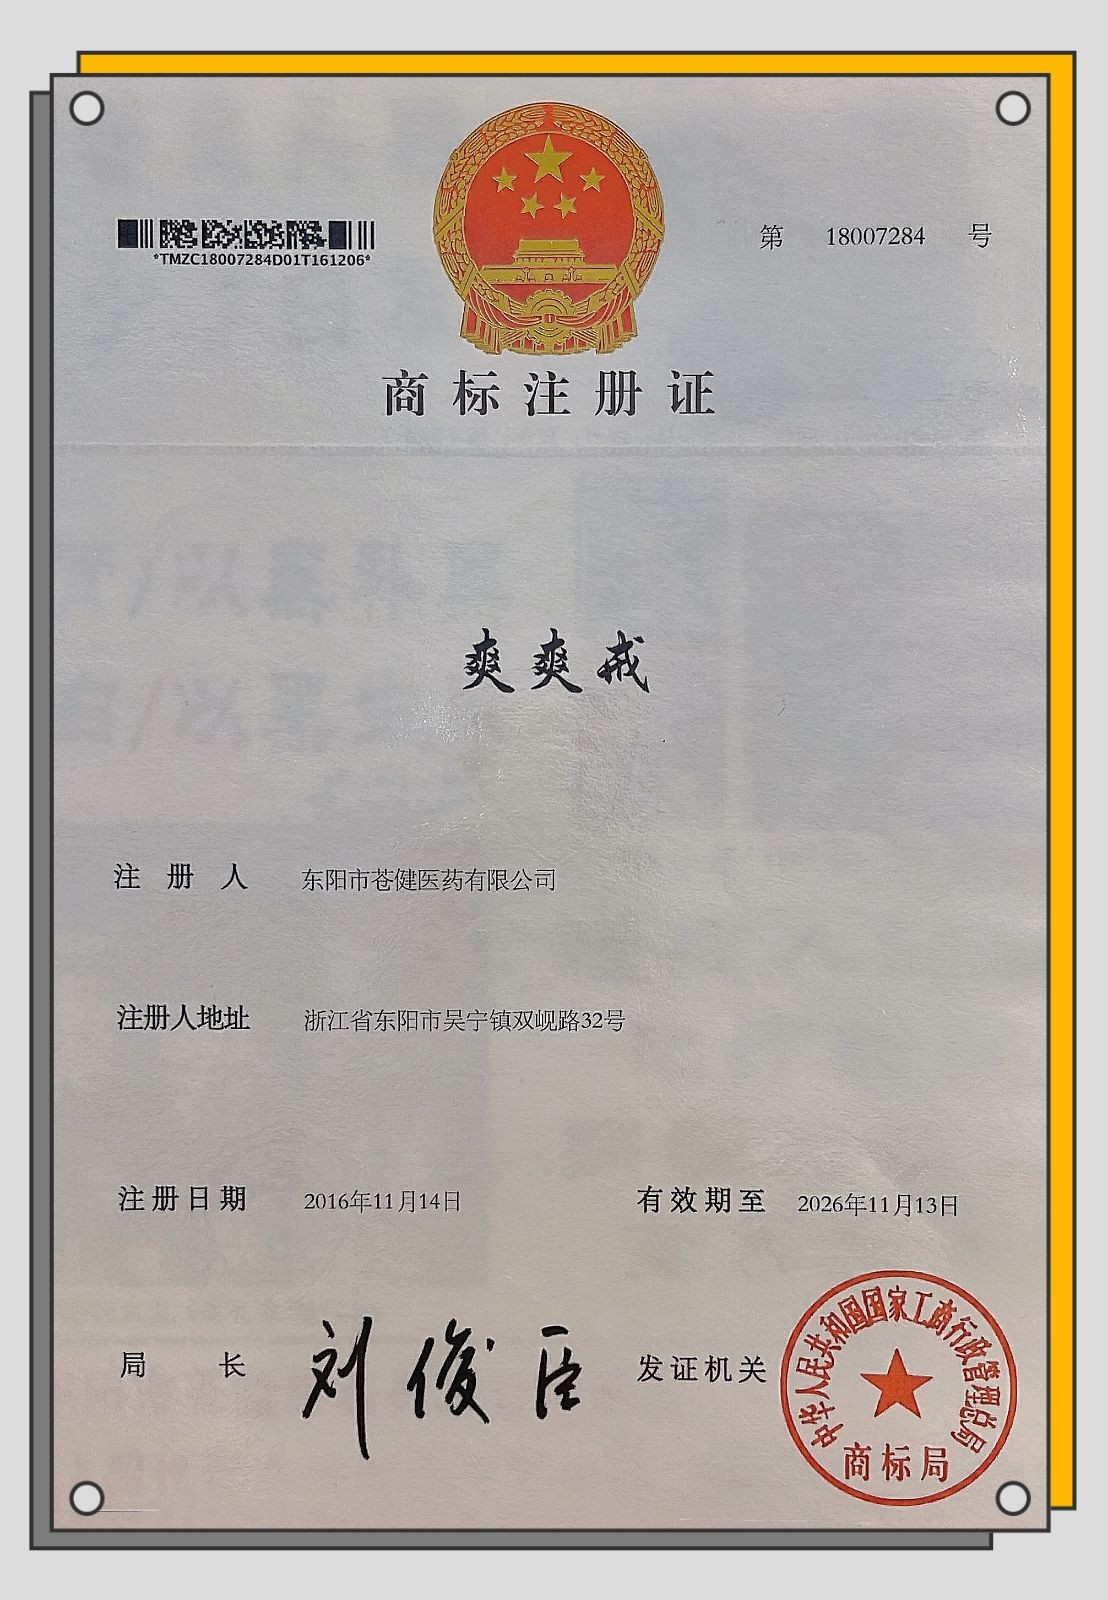 *TMZC18007284D01T161206*
第 18007284 号
商标注册证
爽爽戒
注册人 东阳市苍健医药有限公司
注册人地址 浙江省东阳市吴宁镇双岘路32号
注册日期 2016年11月14日 有效期至 2026年11月13日
局长 刘俊臣 发证机关
中华人民共和国国家工商行政管理总局
商标局